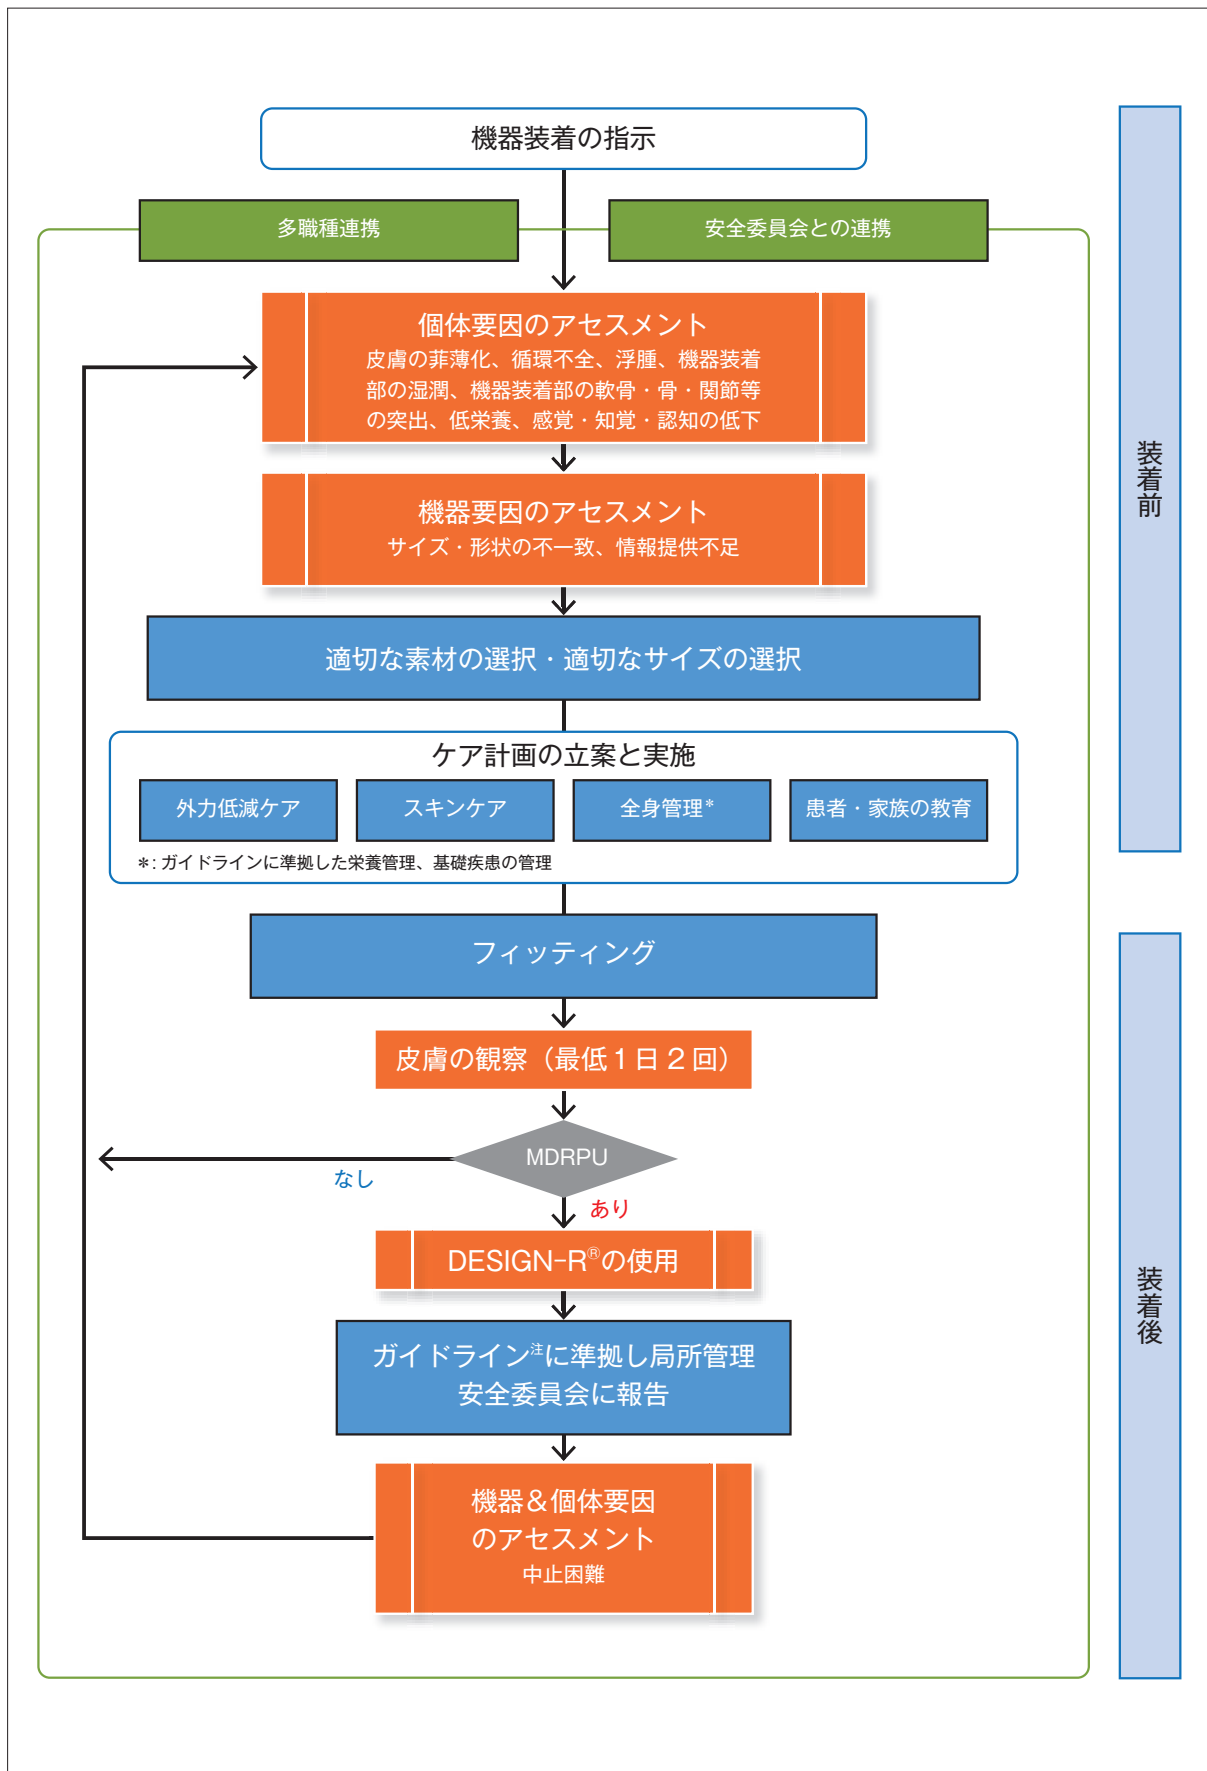 機器装着の指示
多職種連携
安全委員会との連携
個体要因のアセスメント
皮膚の菲薄化、循環不全、浮腫、機器装着
部の湿潤、機器装着部の軟骨・骨・関節等
の突出、低栄養、感覚・知覚・認知の低下
機器要因のアセスメント
サイズ・形状の不一致、情報提供不足
適切な素材の選択・適切なサイズの選択
ケア計画の立案と実施
外力低減ケア
スキンケア
全身管理*
患者・家族の教育
*:ガイドラインに準拠した栄養管理、基礎疾患の管理
装着前
フィッティング
皮膚の観察（最低1日2回）
MDRPU
なし
あり
DESIGN-R®の使用
ガイドライン注に準拠し局所管理
安全委員会に報告
機器＆個体要因
のアセスメント
中止困難
装着後